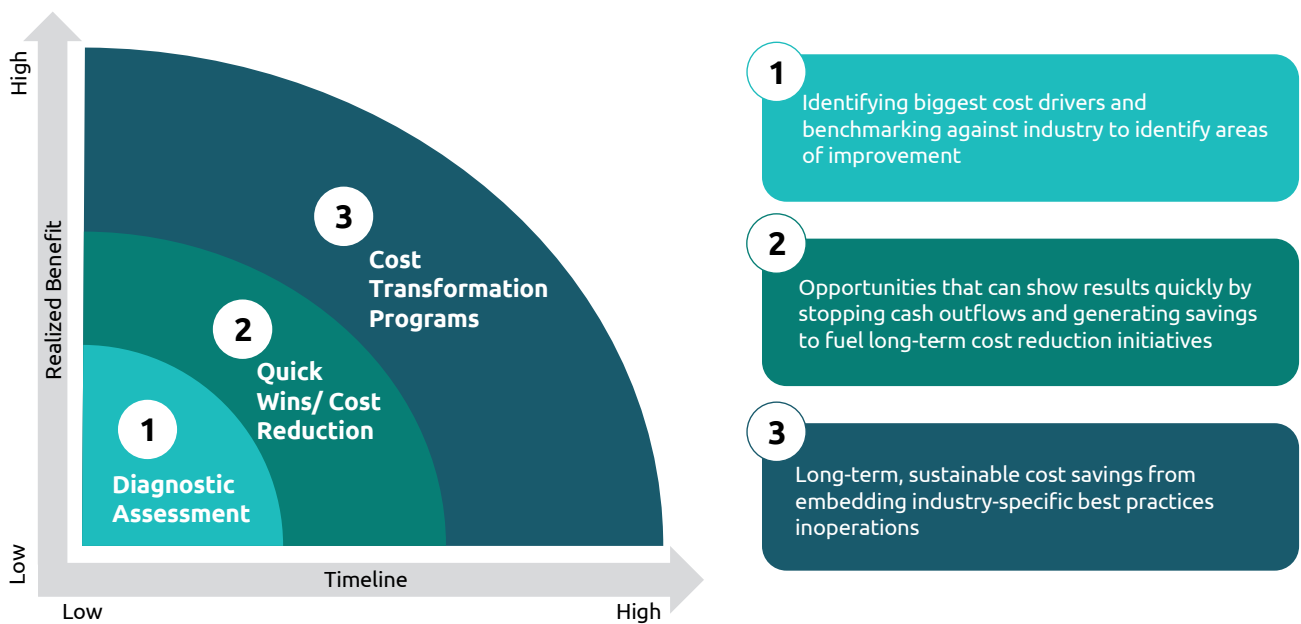 High
Realized Benefit
Low
3
Cost
Transformation
Programs
2
Quick
Wins/ Cost
Reduction
1
Diagnostic
Assessment
Timeline
Low
High
1
Identifying biggest cost drivers and
benchmarking against industry to identify areas
of improvement
2
Opportunities that can show results quickly by
stopping cash outflows and generating savings
to fuel long-term cost reduction initiatives
3
Long-term, sustainable cost savings from
embedding industry-specific best practices
inoperations